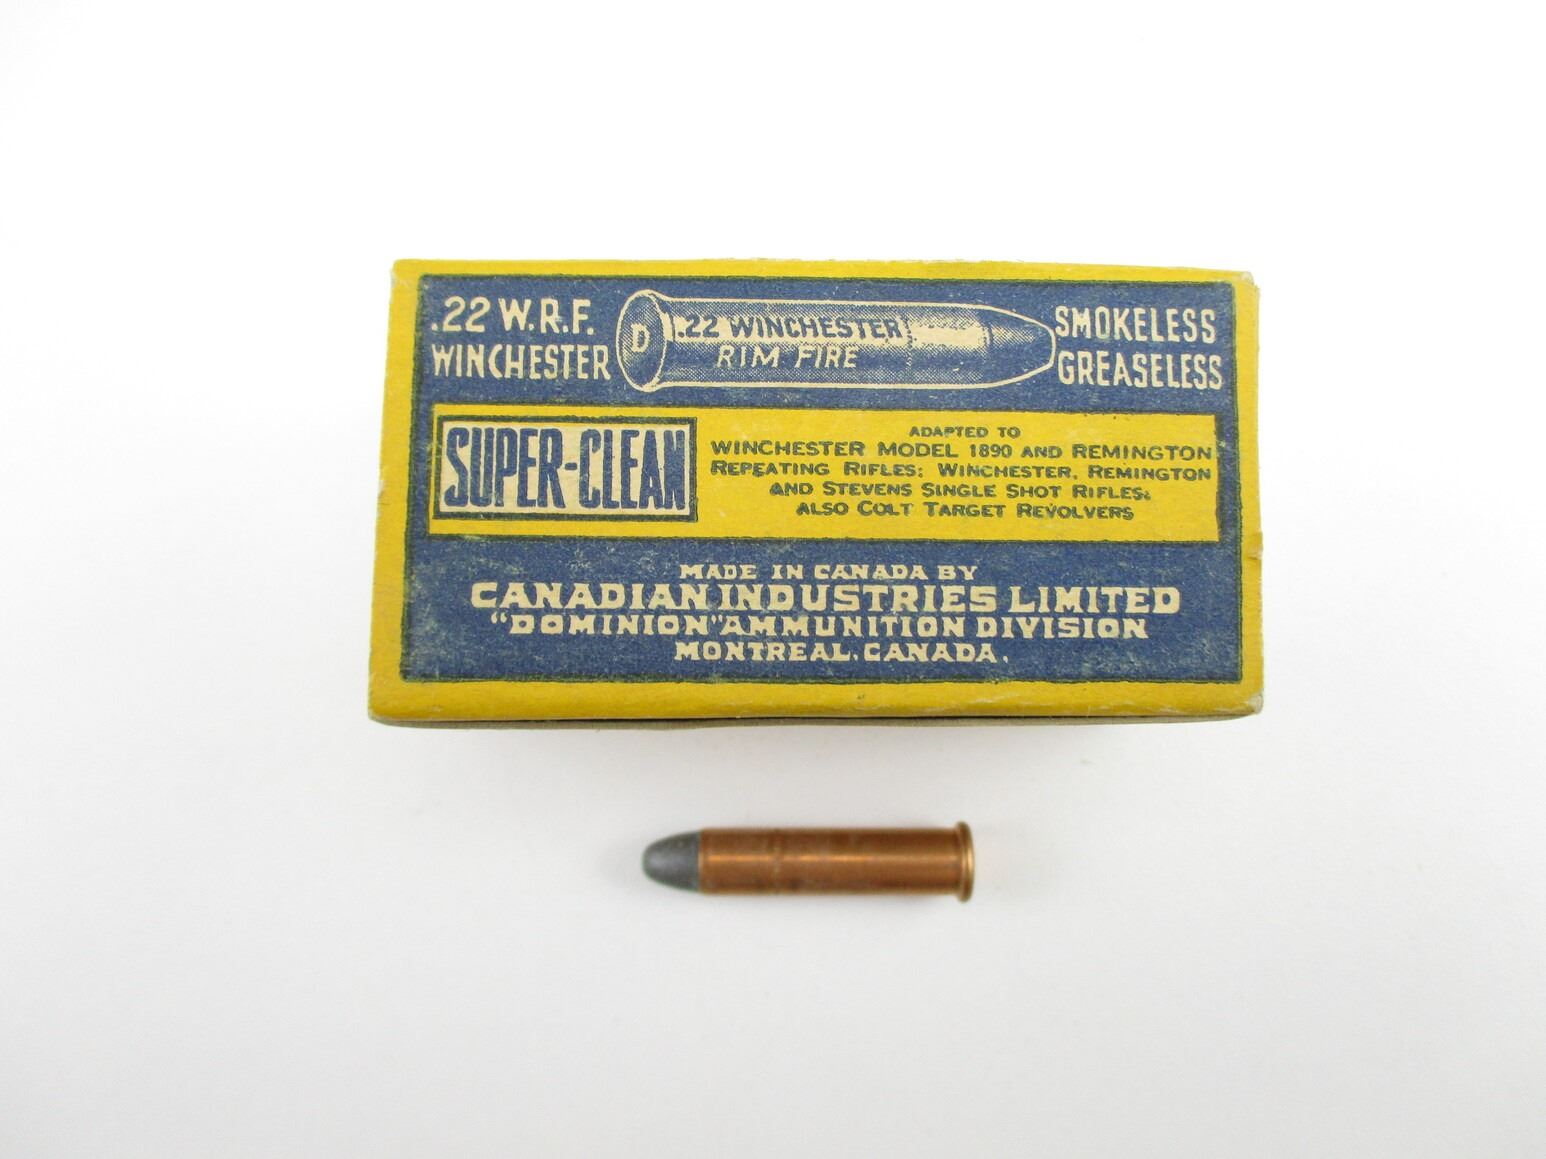 .22 W.R.F.
WINCHESTER
D
.22 WINCHESTER
RIM FIRE
SMOKELESS
GREASELESS
SUPER-CLEAN
ADAPTED TO
WINCHESTER MODEL 1890 AND REMINGTON
REPEATING RIFLES; WINCHESTER, REMINGTON
AND STEVENS SINGLE SHOT RIFLES.
ALSO COLT TARGET REVOLVERS
MADE IN CANADA BY
CANADIAN INDUSTRIES LIMITED
"DOMINION" AMMUNITION DIVISION
MONTREAL, CANADA.